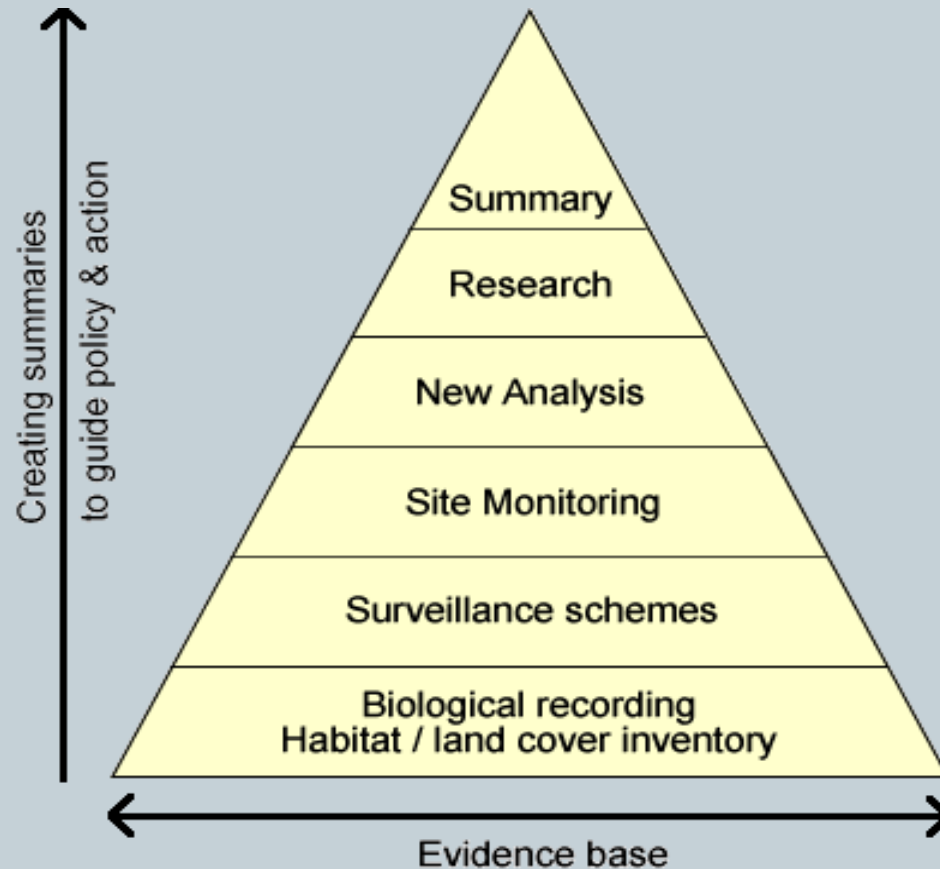 Creating summaries
to guide policy & action
Summary
Research
New Analysis
Site Monitoring
Surveillance schemes
Biological recording
Habitat / land cover inventory
Evidence base